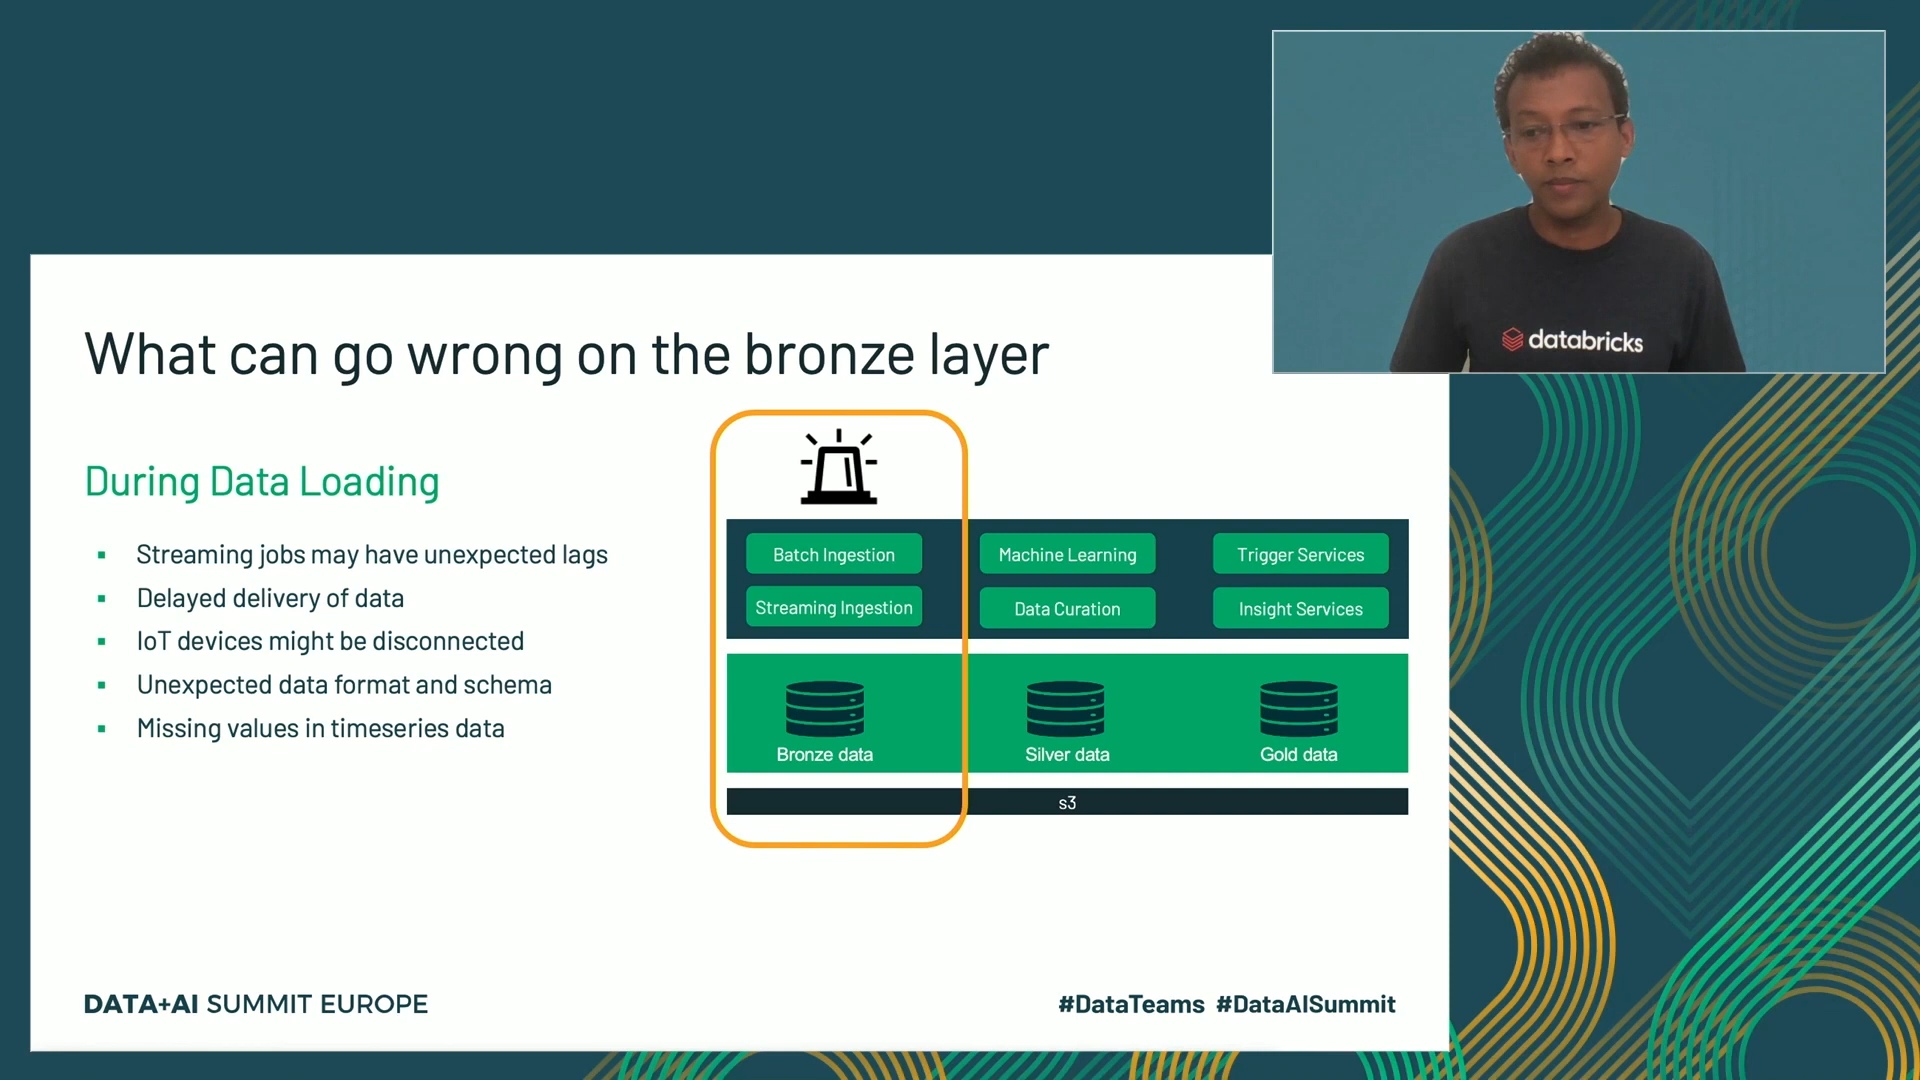 databricks
What can go wrong on the bronze layer
During Data Loading
Streaming jobs may have unexpected lags
Delayed delivery of data
IoT devices might be disconnected
Unexpected data format and schema
Missing values in timeseries data
Batch Ingestion
Machine Learning
Trigger Services
Streaming Ingestion
Data Curation
Insight Services
Bronze data
Silver data
Gold data
s3
DATA+AI SUMMIT EUROPE
#DataTeams #DataAISummit